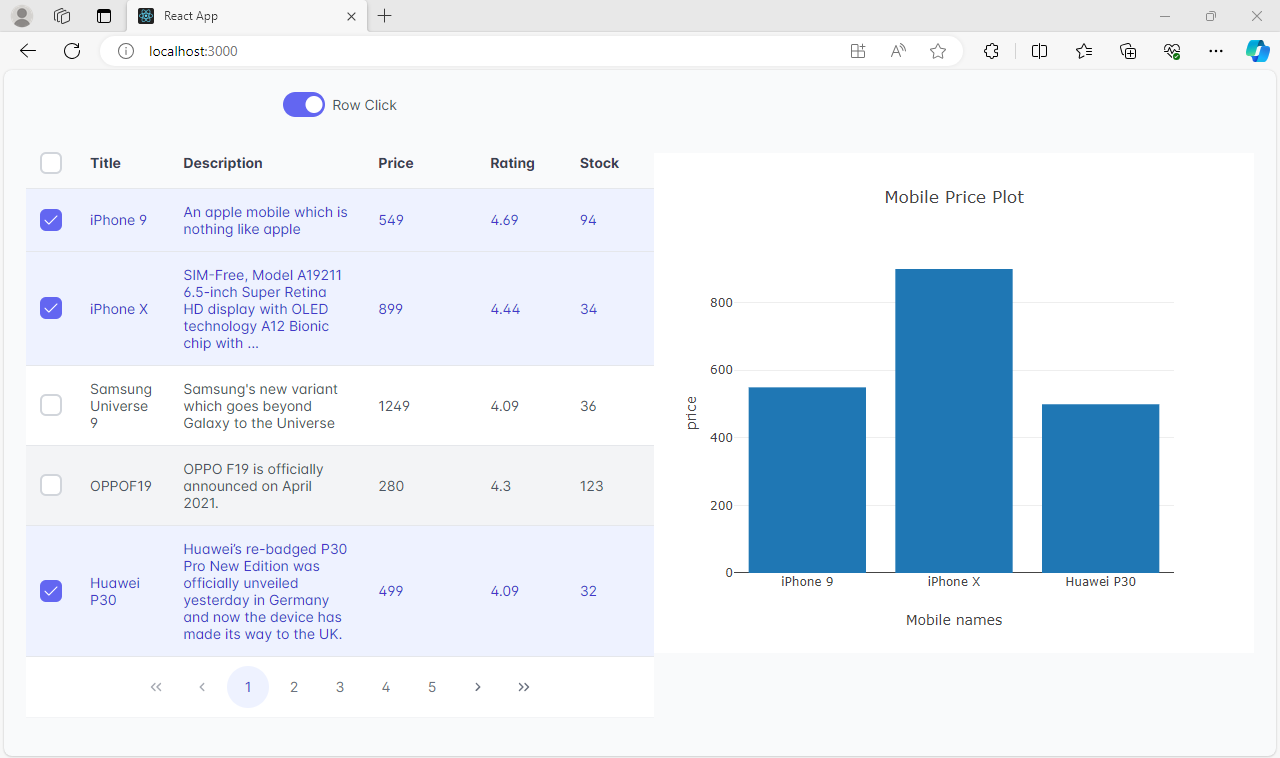 React App
localhost:3000
Row Click
Title Description Price Rating Stock
iPhone 9
An apple mobile which is
nothing like apple
549 4.69 94
iPhone X
SIM-Free, Model A19211
6.5-inch Super Retina
HD display with OLED
technology A12 Bionic
chip with ...
899 4.44 34
Samsung
Universe
9
Samsung's new variant
which goes beyond
Galaxy to the Universe
1249 4.09 36
OPPOF19
OPPO F19 is officially
announced on April
2021.
280 4.3 123
Huawei
P30
Huawei's re-badged P30
Pro New Edition was
officially unveiled
yesterday in Germany
and now the device has
made its way to the UK.
499 4.09 32
1 2 3 4 5
Mobile Price Plot
800
600
400
200
0
price
iPhone 9 iPhone X Huawei P30
Mobile names